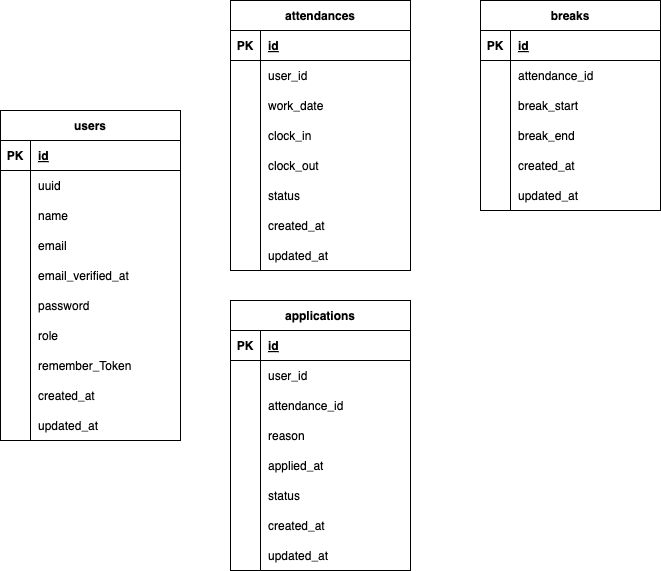 users
PK id
uuid
name
email
email_verified_at
password
role
remember_Token
created_at
updated_at
attendances
PK id
user_id
work_date
clock_in
clock_out
status
created_at
updated_at
applications
PK id
user_id
attendance_id
reason
applied_at
status
created_at
updated_at
breaks
PK id
attendance_id
break_start
break_end
created_at
updated_at